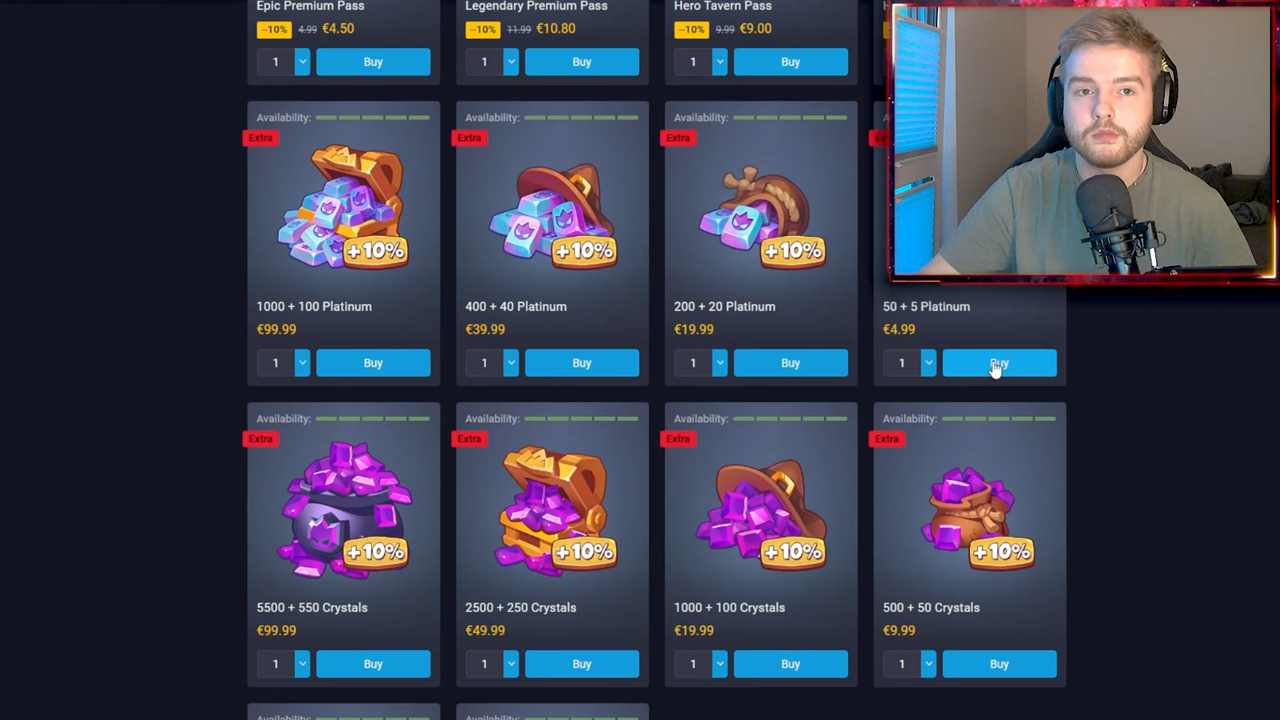 Epic Premium Pass
–10% 4.99 €4.50
1 Buy
Legendary Premium Pass
–10% 11.99 €10.80
1 Buy
Hero Tavern Pass
–10% 9.99 €9.00
1 Buy
Availability:
Extra
+10%
1000 + 100 Platinum
€99.99
1 Buy
Availability:
Extra
+10%
400 + 40 Platinum
€39.99
1 Buy
Availability:
Extra
+10%
200 + 20 Platinum
€19.99
1 Buy
50 + 5 Platinum
€4.99
1 Buy
Availability:
Extra
+10%
5500 + 550 Crystals
€99.99
1 Buy
Availability:
Extra
+10%
2500 + 250 Crystals
€49.99
1 Buy
Availability:
Extra
+10%
1000 + 100 Crystals
€19.99
1 Buy
Availability:
Extra
+10%
500 + 50 Crystals
€9.99
1 Buy
Availability:
Availability: